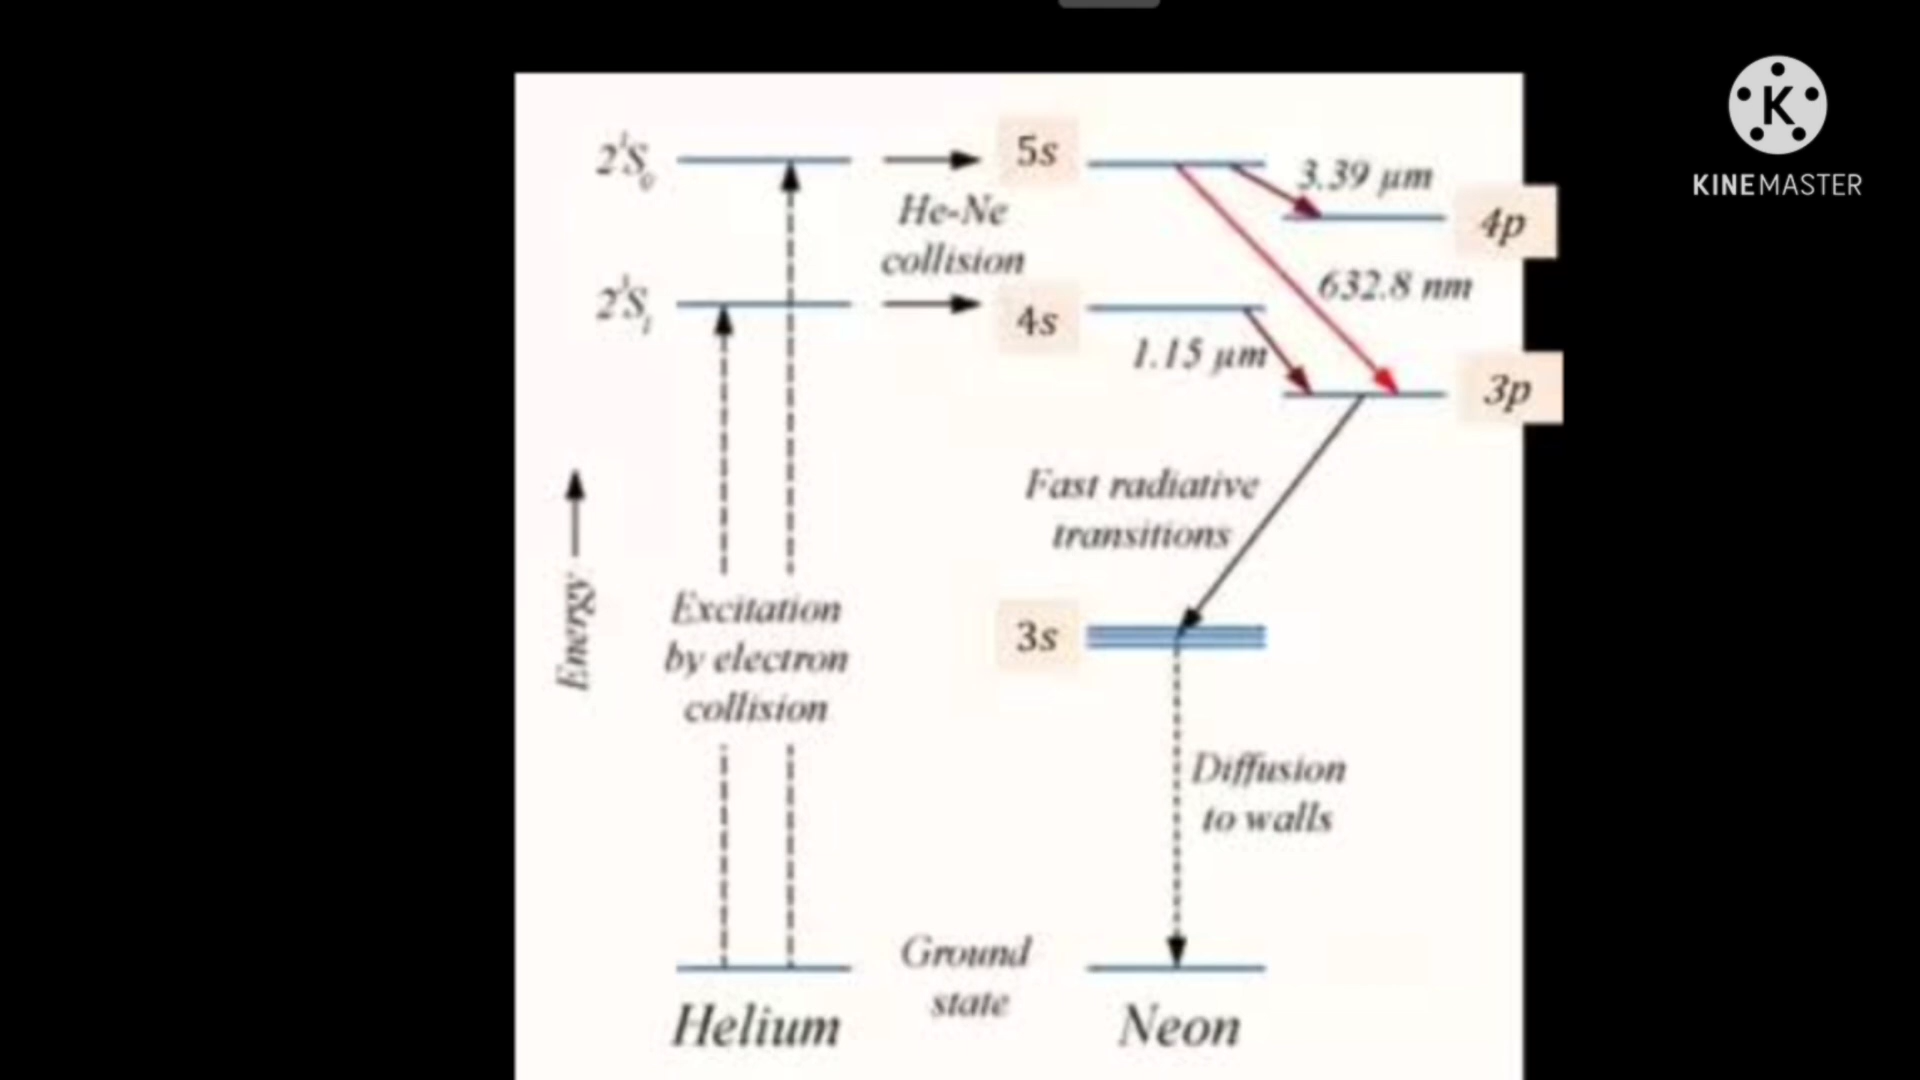 2¹S₀
5s
3.39 µm
4p
He-Ne
collision
632.8 nm
2³S₁
4s
1.15 µm
3p
Fast radiative
transitions
Energy
Excitation
by electron
collision
3s
Diffusion
to walls
Ground
state
Helium
Neon
K
KINEMASTER